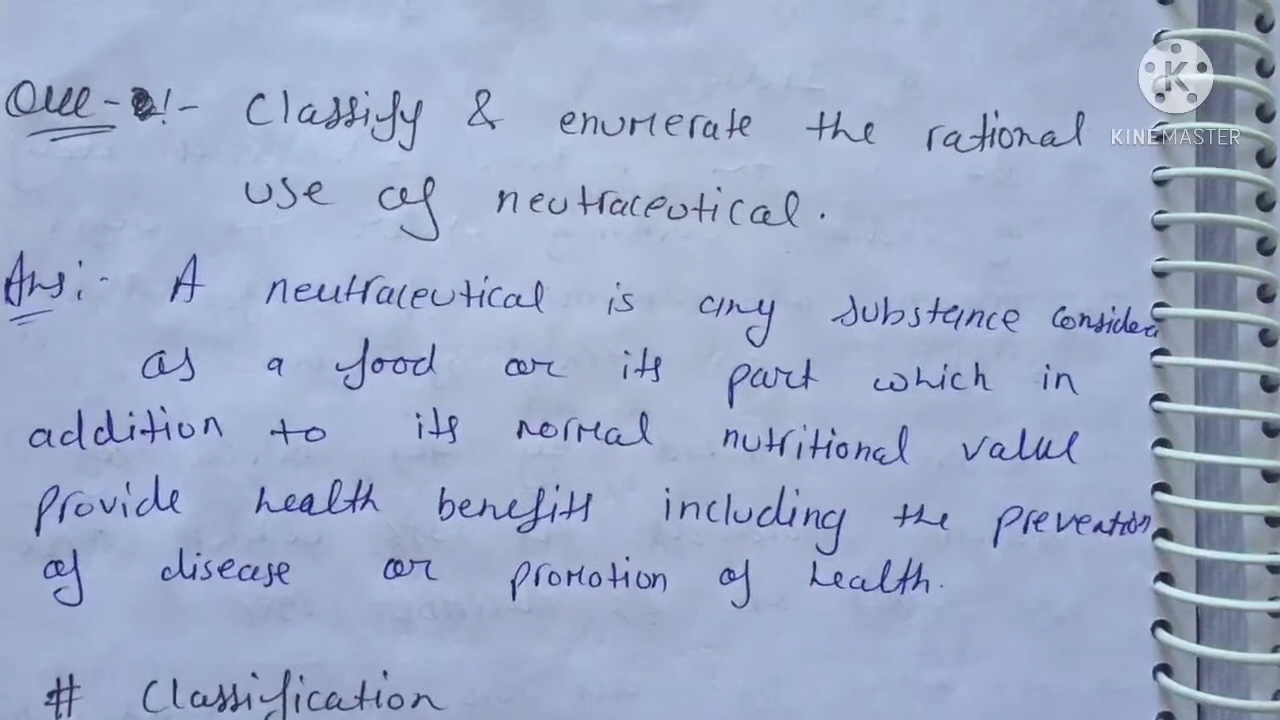 Que -!- Classify & enumerate the rational
use of neutraceutical.
Ans:- A neutraceutical is any substance consider
as a food or its part which in
addition to its normal nutritional value
provide health benefits including the prevention
of disease or promotion of health.
# Classification
K
KINEMASTER